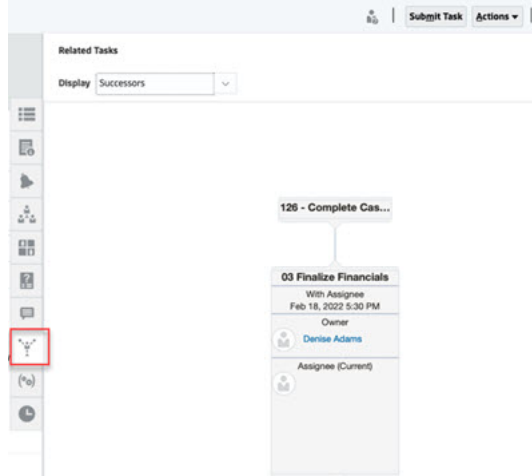 Submit Task Actions
Related Tasks
Display Successors
126 - Complete Cas...
03 Finalize Financials
With Assignee
Feb 18, 2022 5:30 PM
Owner
Denise Adams
Assignee (Current)